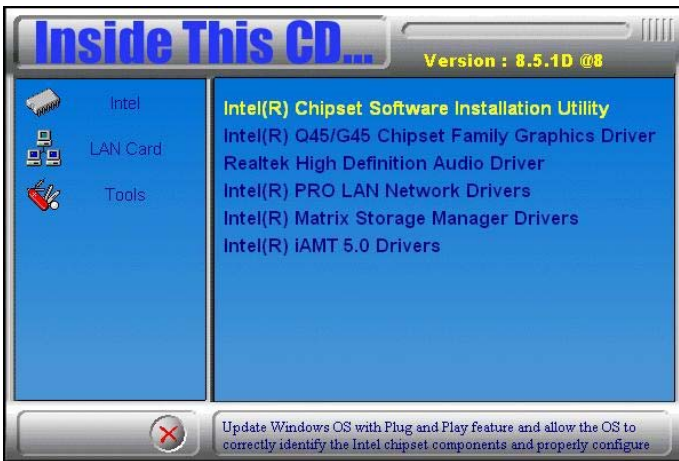 Inside This CD...
Version : 8.5.1D @8
Intel
LAN Card
Tools
Intel(R) Chipset Software Installation Utility
Intel(R) Q45/G45 Chipset Family Graphics Driver
Realtek High Definition Audio Driver
Intel(R) PRO LAN Network Drivers
Intel(R) Matrix Storage Manager Drivers
Intel(R) iAMT 5.0 Drivers
Update Windows OS with Plug and Play feature and allow the OS to
correctly identify the Intel chipset components and properly configure